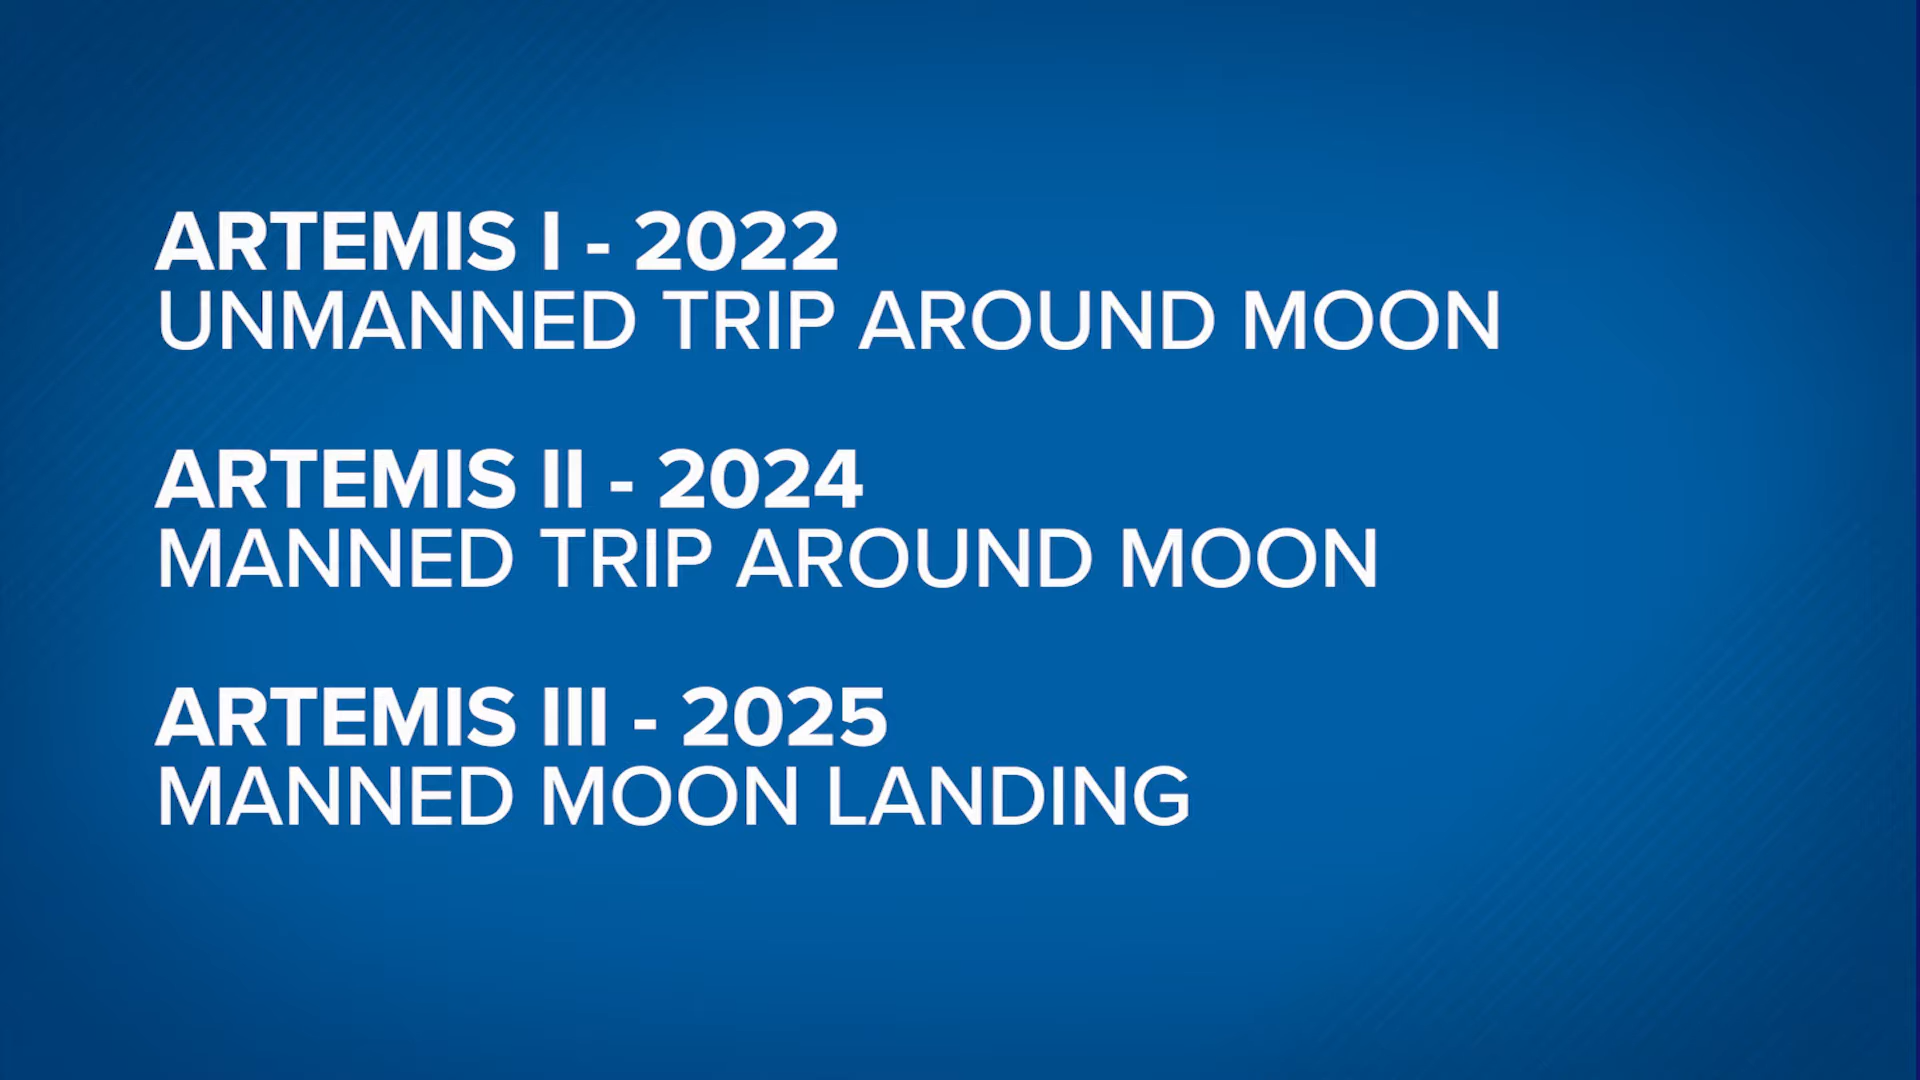 ARTEMIS I - 2022
UNMANNED TRIP AROUND MOON
ARTEMIS II - 2024
MANNED TRIP AROUND MOON
ARTEMIS III - 2025
MANNED MOON LANDING